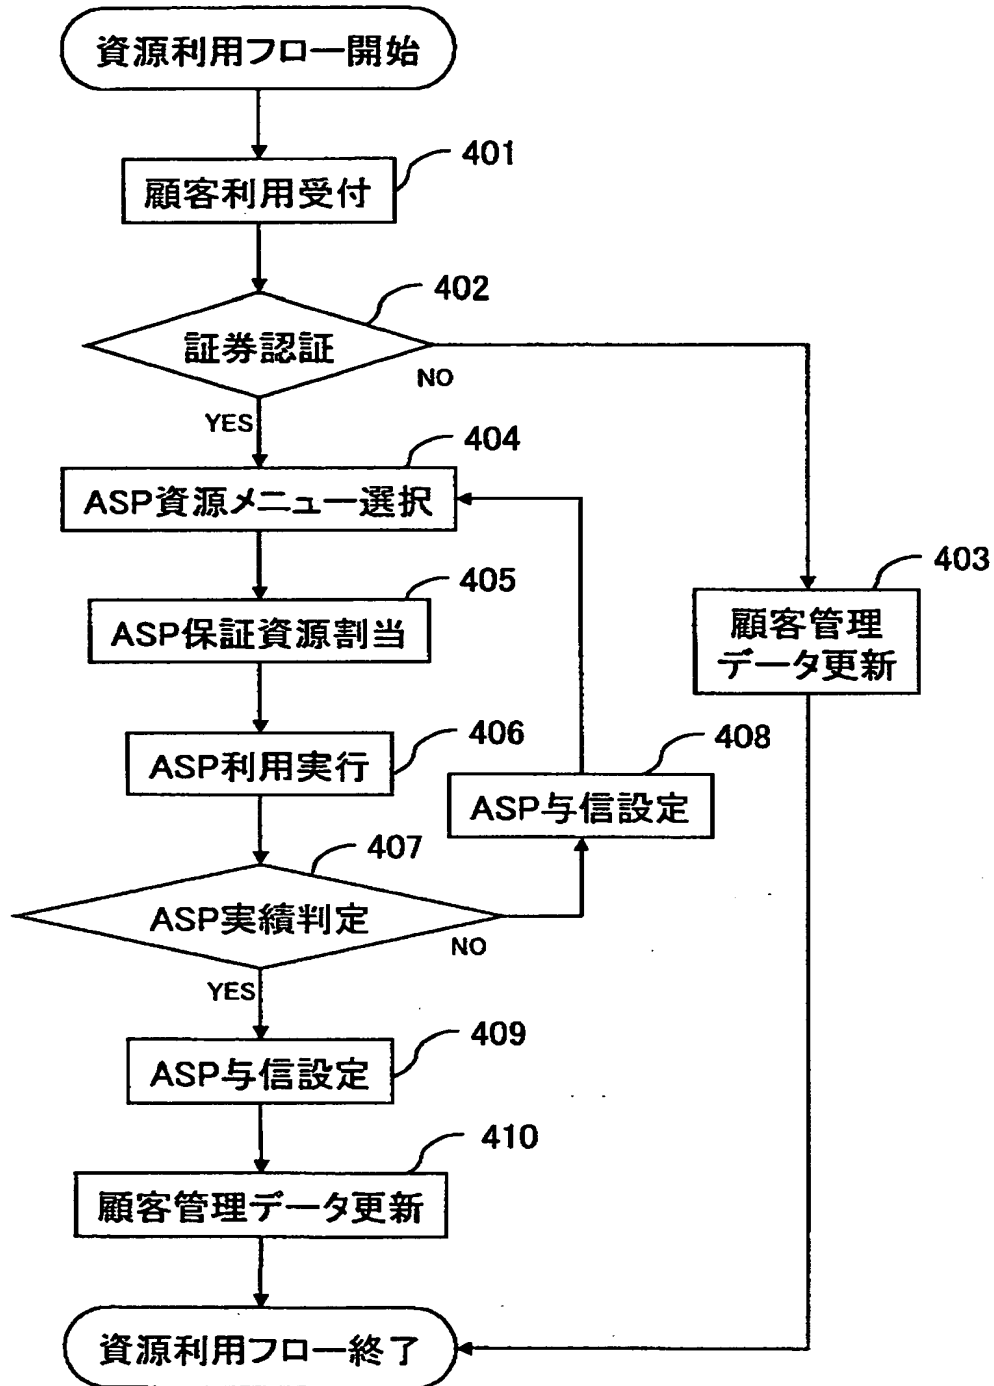 資源利用フロー開始
401
顧客利用受付
402
証券認証
NO
YES
404
ASP資源メニュー選択
405
ASP保証資源割当
403
顧客管理
データ更新
406
ASP利用実行
408
ASP与信設定
407
ASP実績判定
NO
YES
409
ASP与信設定
410
顧客管理データ更新
資源利用フロー終了